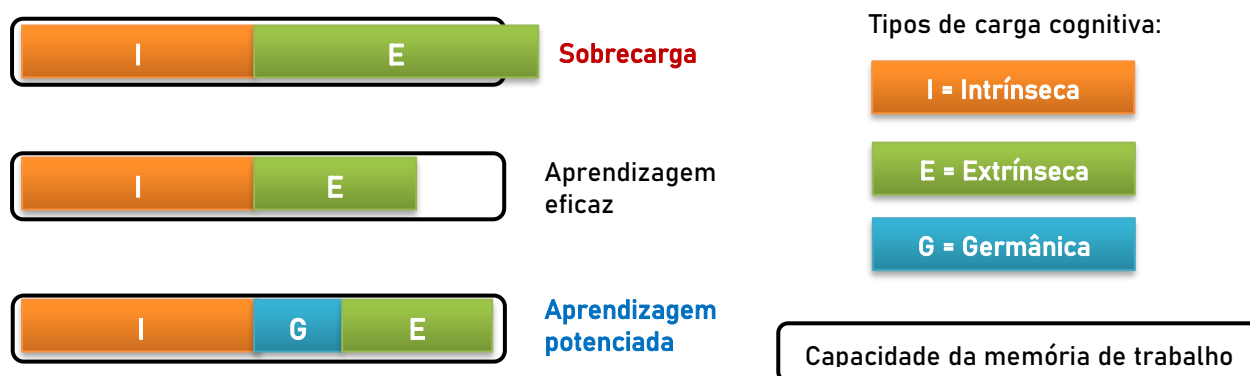 I E
Sobrecarga
I E
Aprendizagem
eficaz
I G E
Aprendizagem
potenciada
Tipos de carga cognitiva:
I = Intrínseca
E = Extrínseca
G = Germânica
Capacidade da memória de trabalho